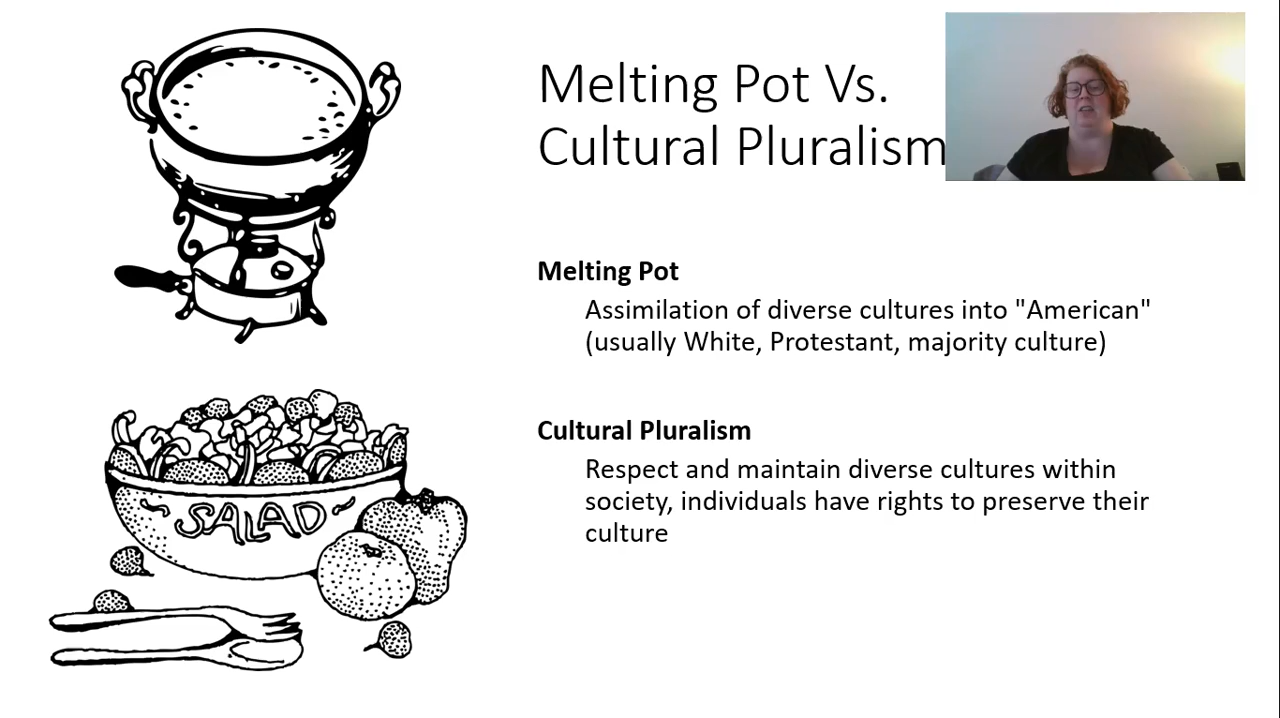 Melting Pot Vs.
Cultural Pluralism
Melting Pot
Assimilation of diverse cultures into "American"
(usually White, Protestant, majority culture)
Cultural Pluralism
Respect and maintain diverse cultures within
society, individuals have rights to preserve their
culture
SALAD